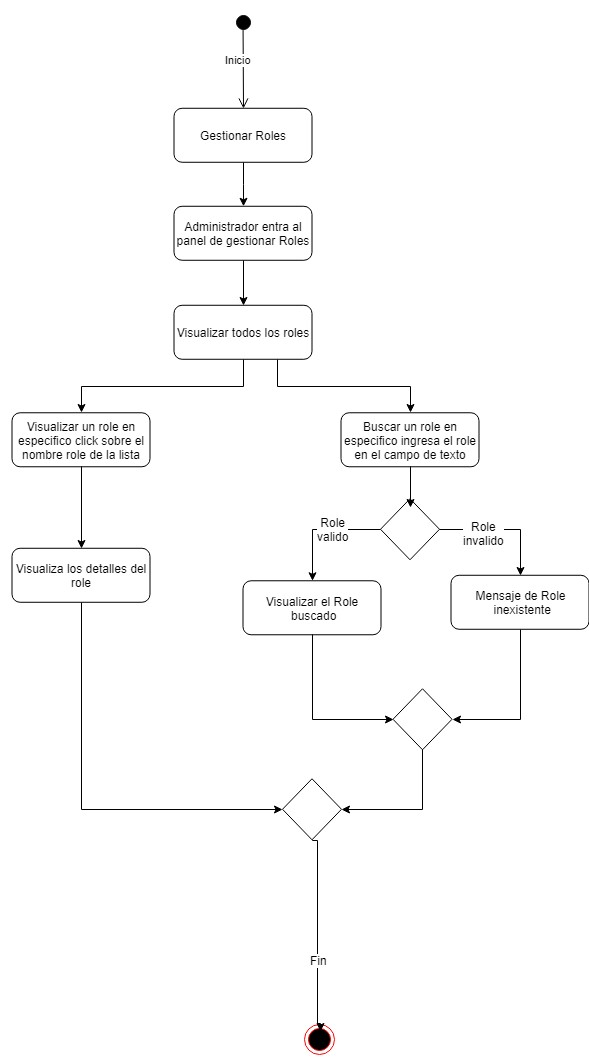 Inicio
Gestionar Roles
Administrador entra al
panel de gestionar Roles
Visualizar todos los roles
Visualizar un role en
especifico click sobre el
nombre role de la lista
Buscar un role en
especifico ingresa el role
en el campo de texto
Role
valido
Role
invalido
Visualiza los detalles del
role
Visualizar el Role
buscado
Mensaje de Role
inexistente
Fin